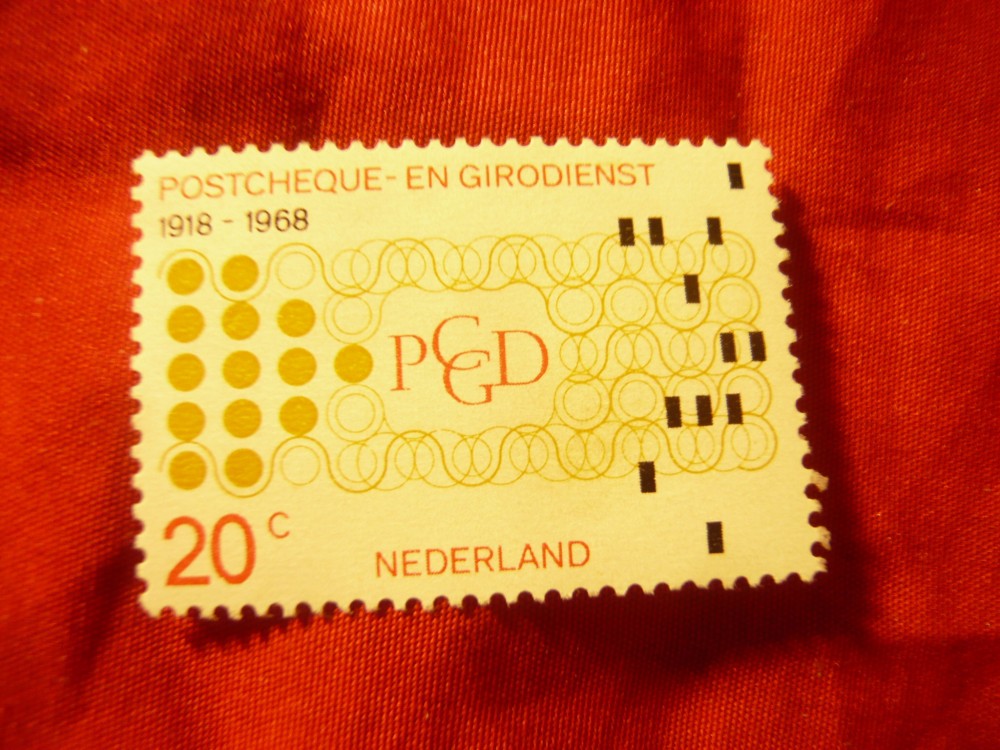 POSTCHEQUE- EN GIRODIENST
1918 - 1968
PCGD
20 C
NEDERLAND